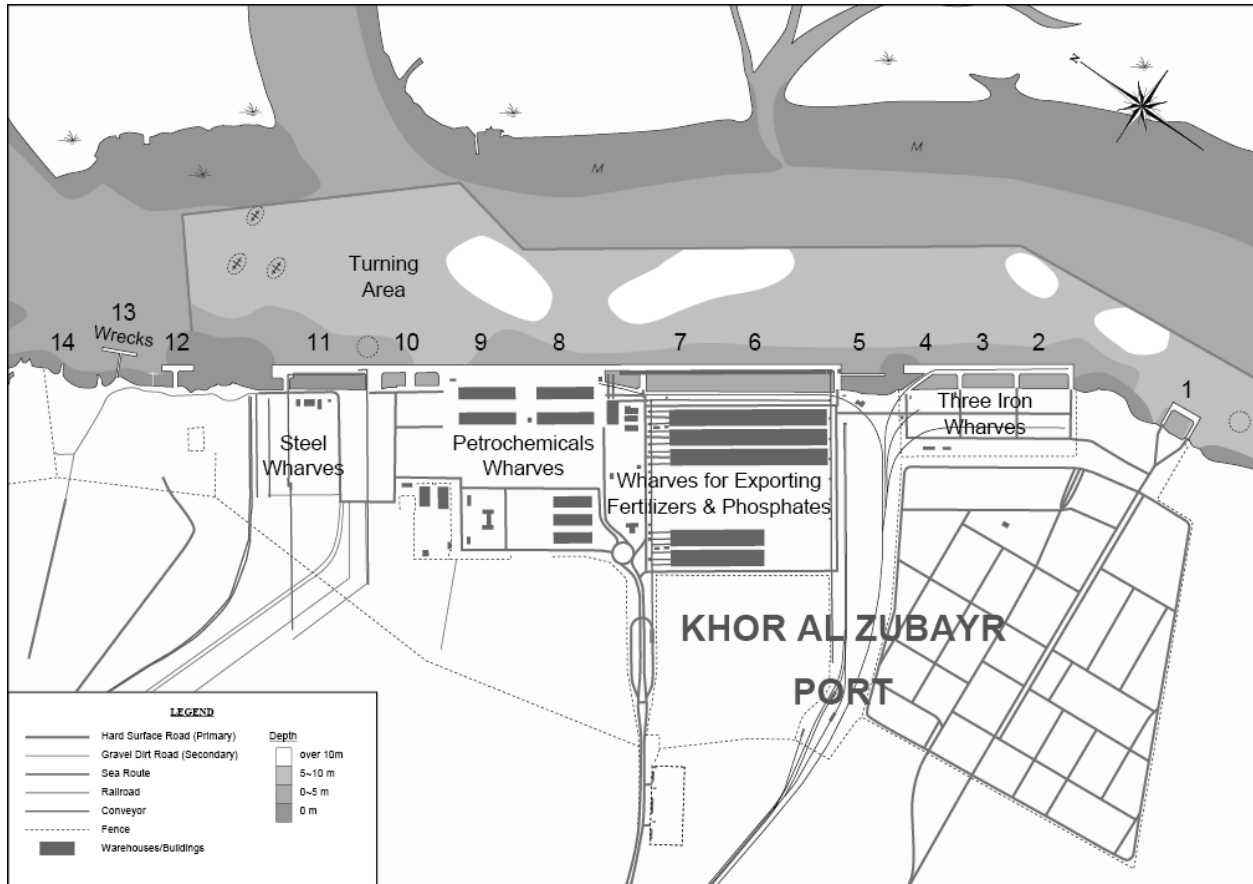 N
M
M
Turning
Area
13
Wrecks
14
12
11
10
9
8
7
6
5
4
3
2
1
Three Iron
Wharves
Steel
Wharves
Petrochemicals
Wharves
Wharves for Exporting
Fertilizers & Phosphates
KHOR AL ZUBAYR
PORT
LEGEND
Hard Surface Road (Primary)
Gravel Dirt Road (Secondary)
Sea Route
Railroad
Conveyor
Fence
Warehouses/Buildings
Depth
over 10m
5~10 m
0~5 m
0 m